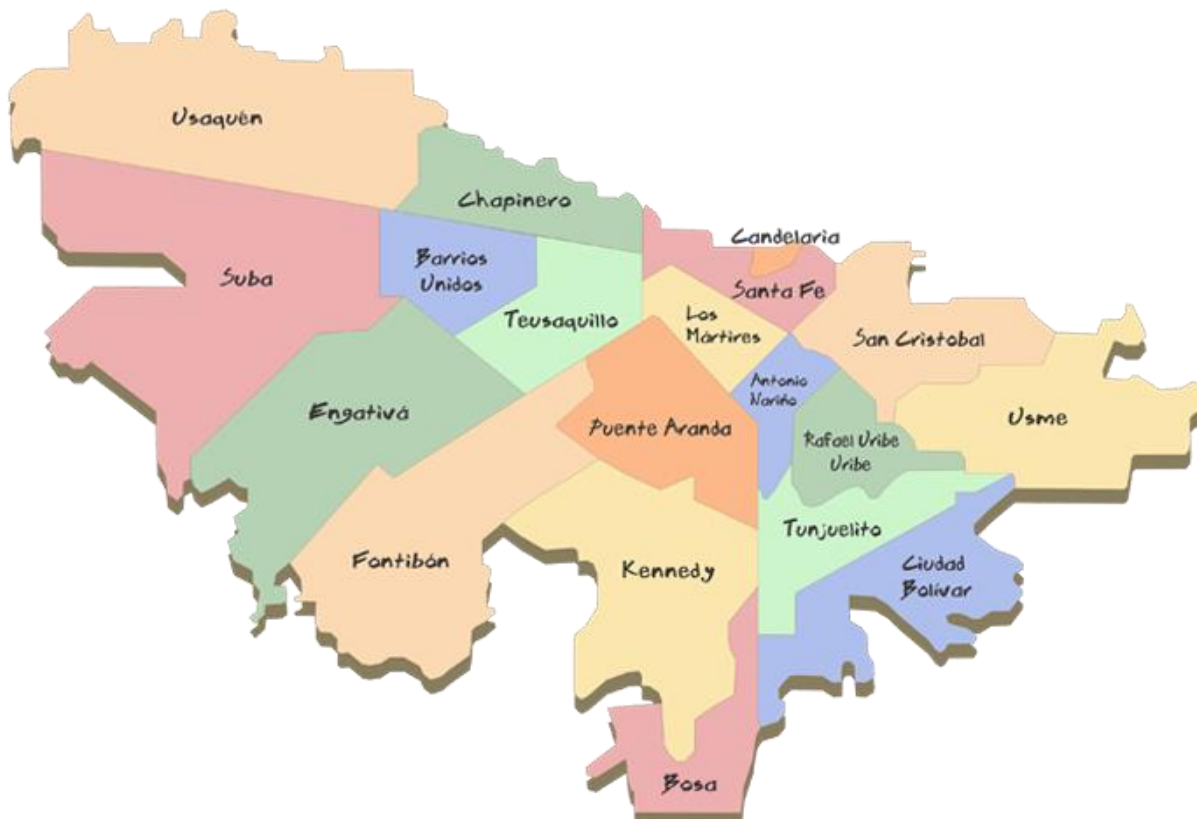 Usaquén
Chapinero
Candelaria
Suba
Barrios
Unidos
Santa Fe
Teusaquillo
Los
Mártires
San Cristobal
Antonio
Nariño
Engativá
Puente Aranda
Rafael Uribe
Uribe
Usme
Tunjuelito
Fontibón
Kennedy
Ciudad
Bolívar
Bosa